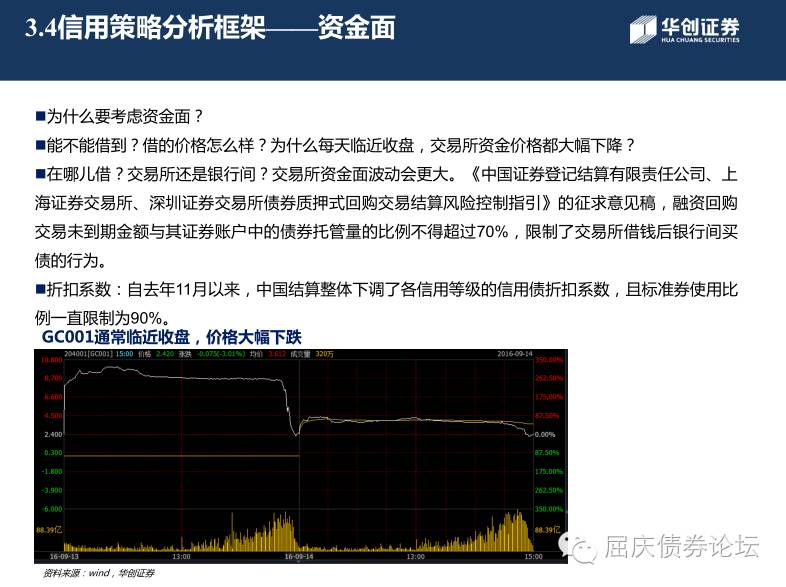 3.4信用策略分析框架——资金面
华创证券
HUA CHUANG SECURITIES
■为什么要考虑资金面？
■能不能借到？借的价格怎么样？为什么每天临近收盘，交易所资金价格都大幅下降？
■在哪儿借？交易所还是银行间？交易所资金面波动会更大。《中国证券登记结算有限责任公司、上
海证券交易所、深圳证券交易所债券质押式回购交易结算风险控制指引》的征求意见稿，融资回购
交易未到期金额与其证券账户中的债券托管量的比例不得超过70%，限制了交易所借钱后银行间买
债的行为。
■折扣系数：自去年11月以来，中国结算整体下调了各信用等级的信用债折扣系数，且标准券使用比
例一直限制为90%。
GC001通常临近收盘，价格大幅下跌
204001[GC001] 15:00 价格 2.420 涨跌 -0.075(-3.01%) 均价 3.612 成交量 320万 2016-09-14
10.800 350.00%
8.700 262.50%
6.600 175.00%
4.500 87.50%
2.400 0.00%
0.300 87.50%
-1.800 175.00%
-3.900 262.50%
-6.000 350.00%
88.39亿 88.39亿
16-09-13 13:00 16-09-14 13:00 15:00
屈庆债券论坛
资料来源：wind，华创证券